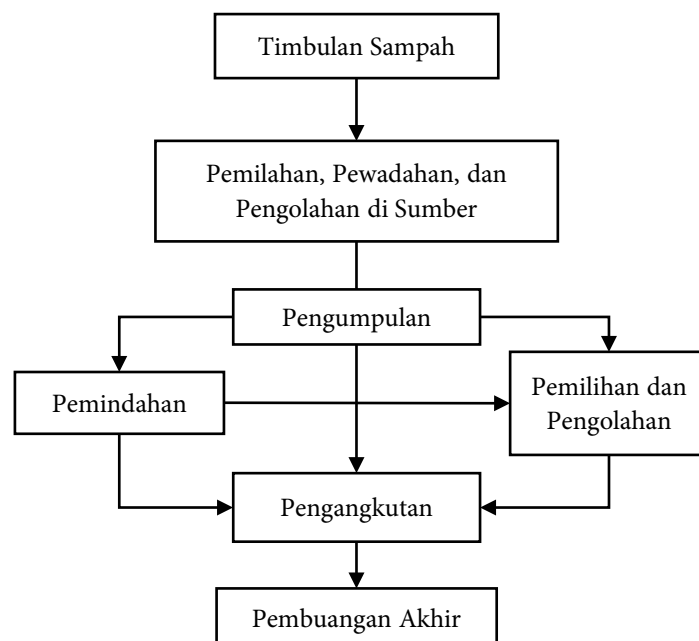 Timbulan Sampah
Pemilahan, Pewadahan, dan
Pengolahan di Sumber
Pengumpulan
Pemindahan
Pemilihan dan
Pengolahan
Pengangkutan
Pembuangan Akhir